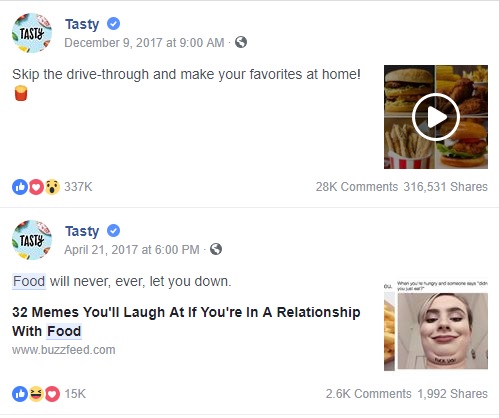 TASTY
Tasty
December 9, 2017 at 9:00 AM ·
Skip the drive-through and make your favorites at home!
337K
28K Comments 316,531 Shares
TASTY
Tasty
April 21, 2017 at 6:00 PM ·
Food will never, ever, let you down.
32 Memes You'll Laugh At If You're In A Relationship
With Food
www.buzzfeed.com
ou.
When you're hungry and someone says "didn't
you just eat?"
15K
2.6K Comments 1,992 Shares